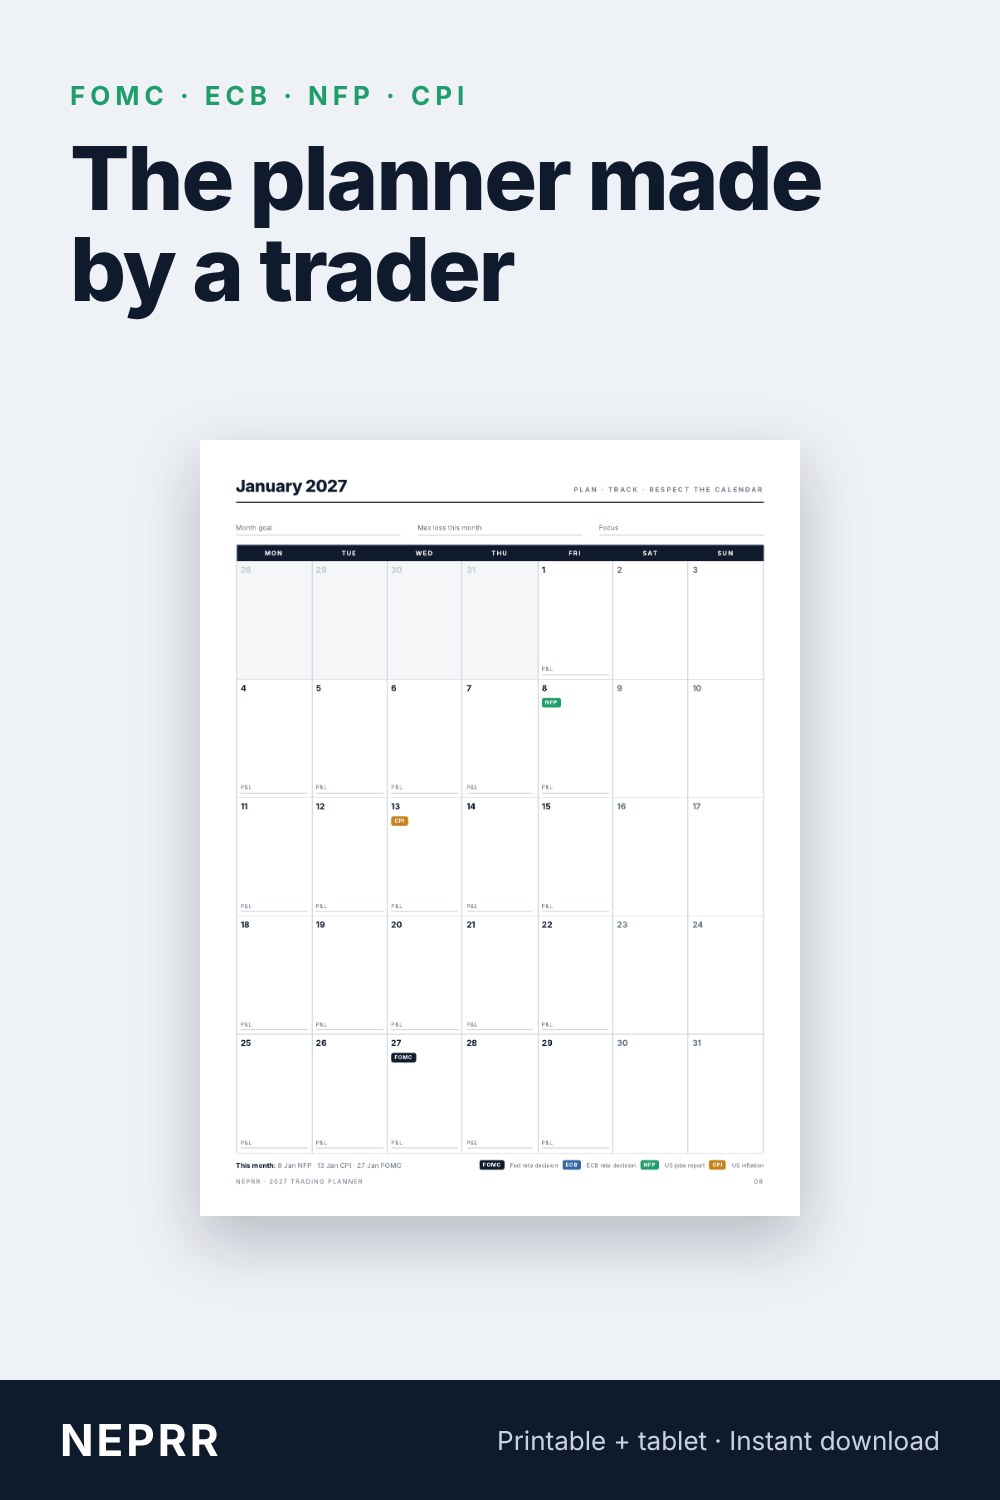 FOMC · ECB · NFP · CPI
The planner made
by a trader
January 2027
PLAN · TRACK · RESPECT THE CALENDAR
Month goal
Max loss this month
Focus
MON TUE WED THU FRI SAT SUN
28 29 30 31 1 2 3
P&L
4 5 6 7 8 9 10
NFP
P&L P&L P&L P&L P&L
11 12 13 14 15 16 17
CPI
P&L P&L P&L P&L P&L
18 19 20 21 22 23 24
P&L P&L P&L P&L P&L
25 26 27 28 29 30 31
FOMC
P&L P&L P&L P&L P&L
This month: 8 Jan NFP · 13 Jan CPI · 27 Jan FOMC
FOMC Fed rate decision ECB ECB rate decision NFP US jobs report CPI US inflation
NEPRR · 2027 TRADING PLANNER
08
NEPRR
Printable + tablet · Instant download